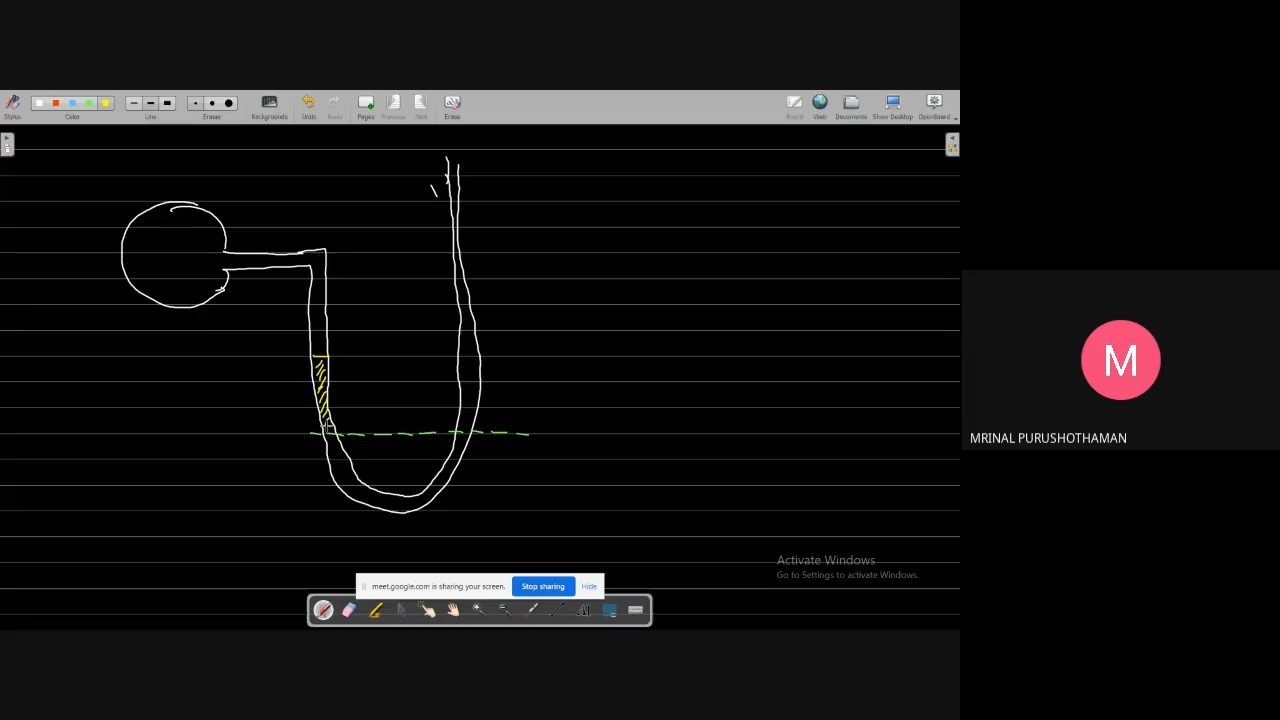 Stylus Color Line Eraser Backgrounds Undo Redo Pages Previous Next Erase Board Web Documents Show Desktop OpenBoard
M
MRINAL PURUSHOTHAMAN
Activate Windows
Go to Settings to activate Windows.
meet.google.com is sharing your screen. Stop sharing Hide